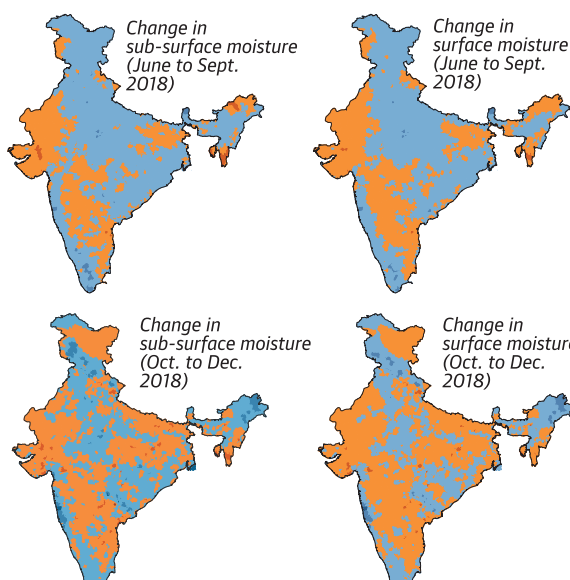 Change in
sub-surface moisture
(June to Sept.
2018)
Change in
surface moisture
(June to Sept.
2018)
Change in
sub-surface moisture
(Oct. to Dec.
2018)
Change in
surface moisture
(Oct. to Dec.
2018)